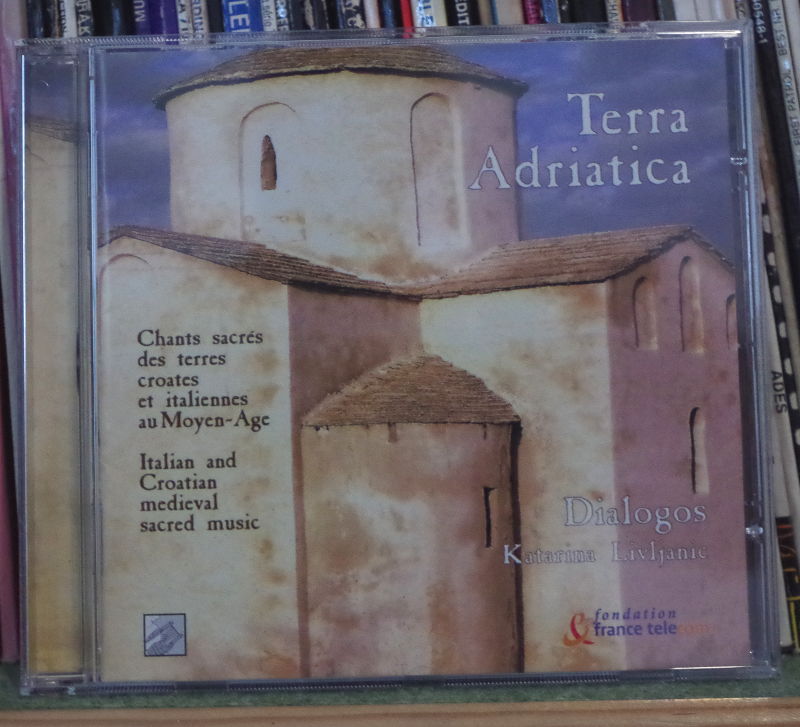 Terra
Adriatica
Chants sacrés
des terres
croates
et italiennes
au Moyen-Age
Italian and
Croatian
medieval
sacred music
Dialogos
Katarina Livljanic
fondation
france telecom
ADES